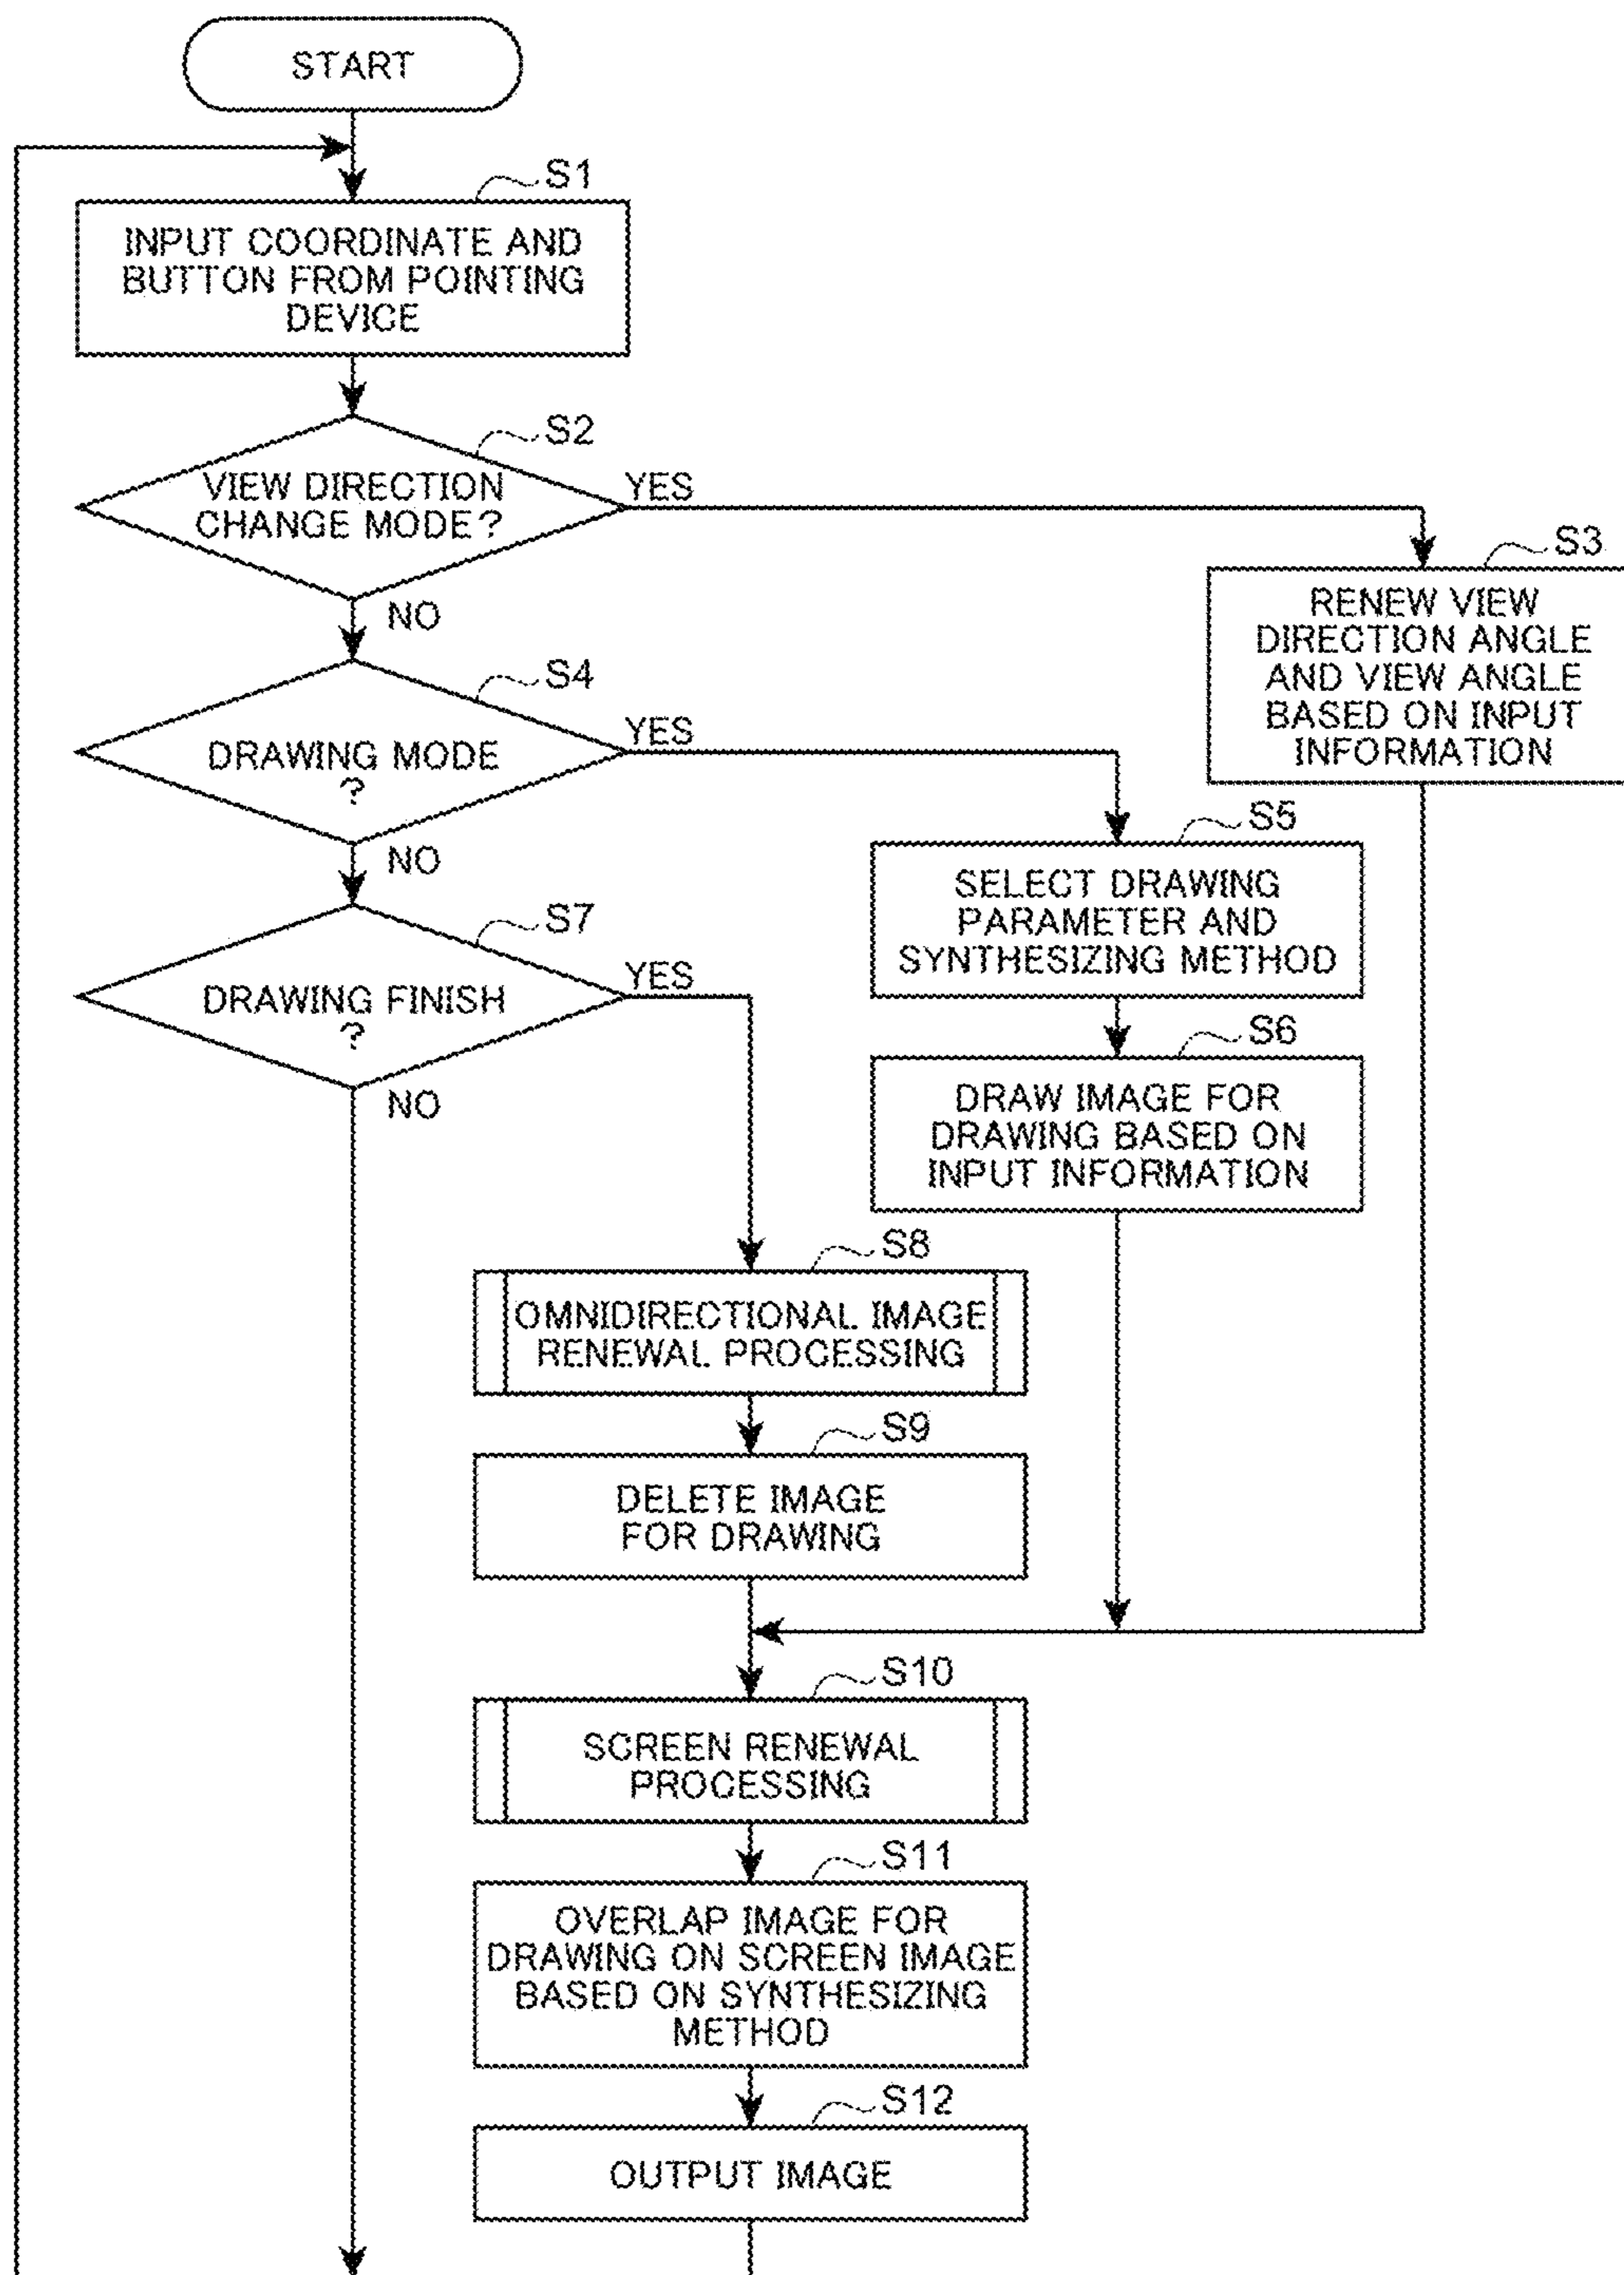 START
S1
INPUT COORDINATE AND
BUTTON FROM POINTING
DEVICE
S2
VIEW DIRECTION
CHANGE MODE?
YES
NO
S3
RENEW VIEW
DIRECTION ANGLE
AND VIEW ANGLE
BASED ON INPUT
INFORMATION
S4
DRAWING MODE
?
YES
NO
S5
SELECT DRAWING
PARAMETER AND
SYNTHESIZING METHOD
S6
DRAW IMAGE FOR
DRAWING BASED ON
INPUT INFORMATION
S7
DRAWING FINISH
?
YES
NO
S8
OMNIDIRECTIONAL IMAGE
RENEWAL PROCESSING
S9
DELETE IMAGE
FOR DRAWING
S10
SCREEN RENEWAL
PROCESSING
S11
OVERLAP IMAGE FOR
DRAWING ON SCREEN IMAGE
BASED ON SYNTHESIZING
METHOD
S12
OUTPUT IMAGE